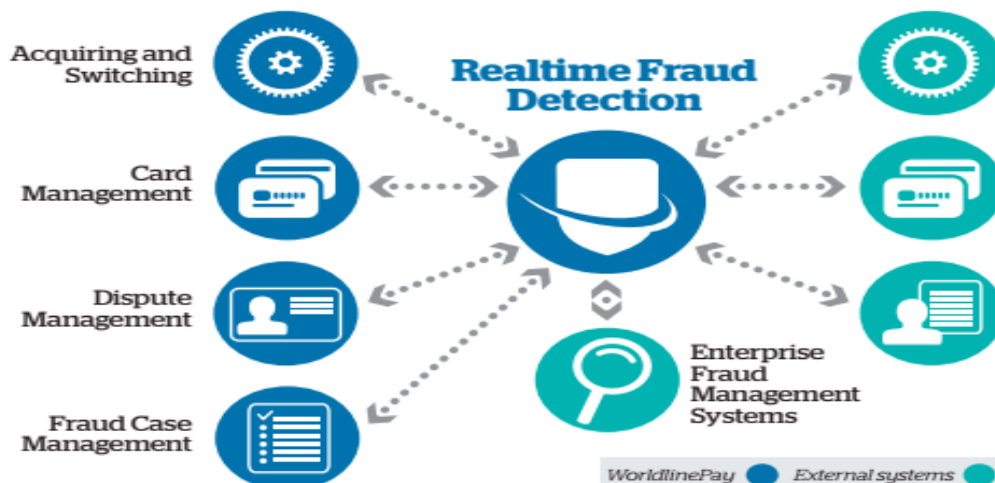 Acquiring and
Switching
Realtime Fraud
Detection
Card
Management
Dispute
Management
Enterprise
Fraud
Management
Systems
Fraud Case
Management
WorldlinePay
External systems